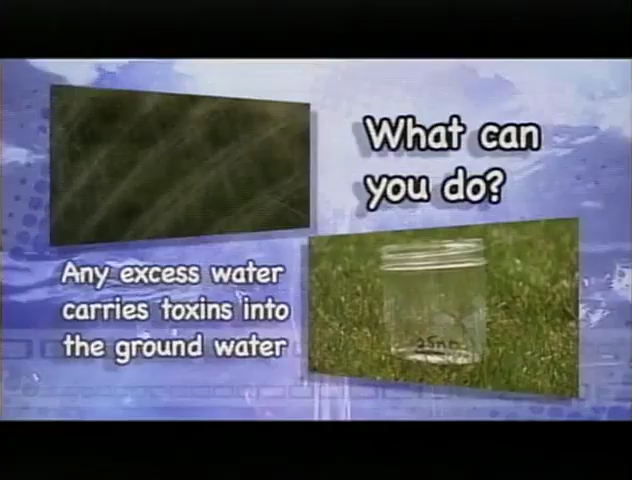 What can
you do?
Any excess water
carries toxins into
the ground water